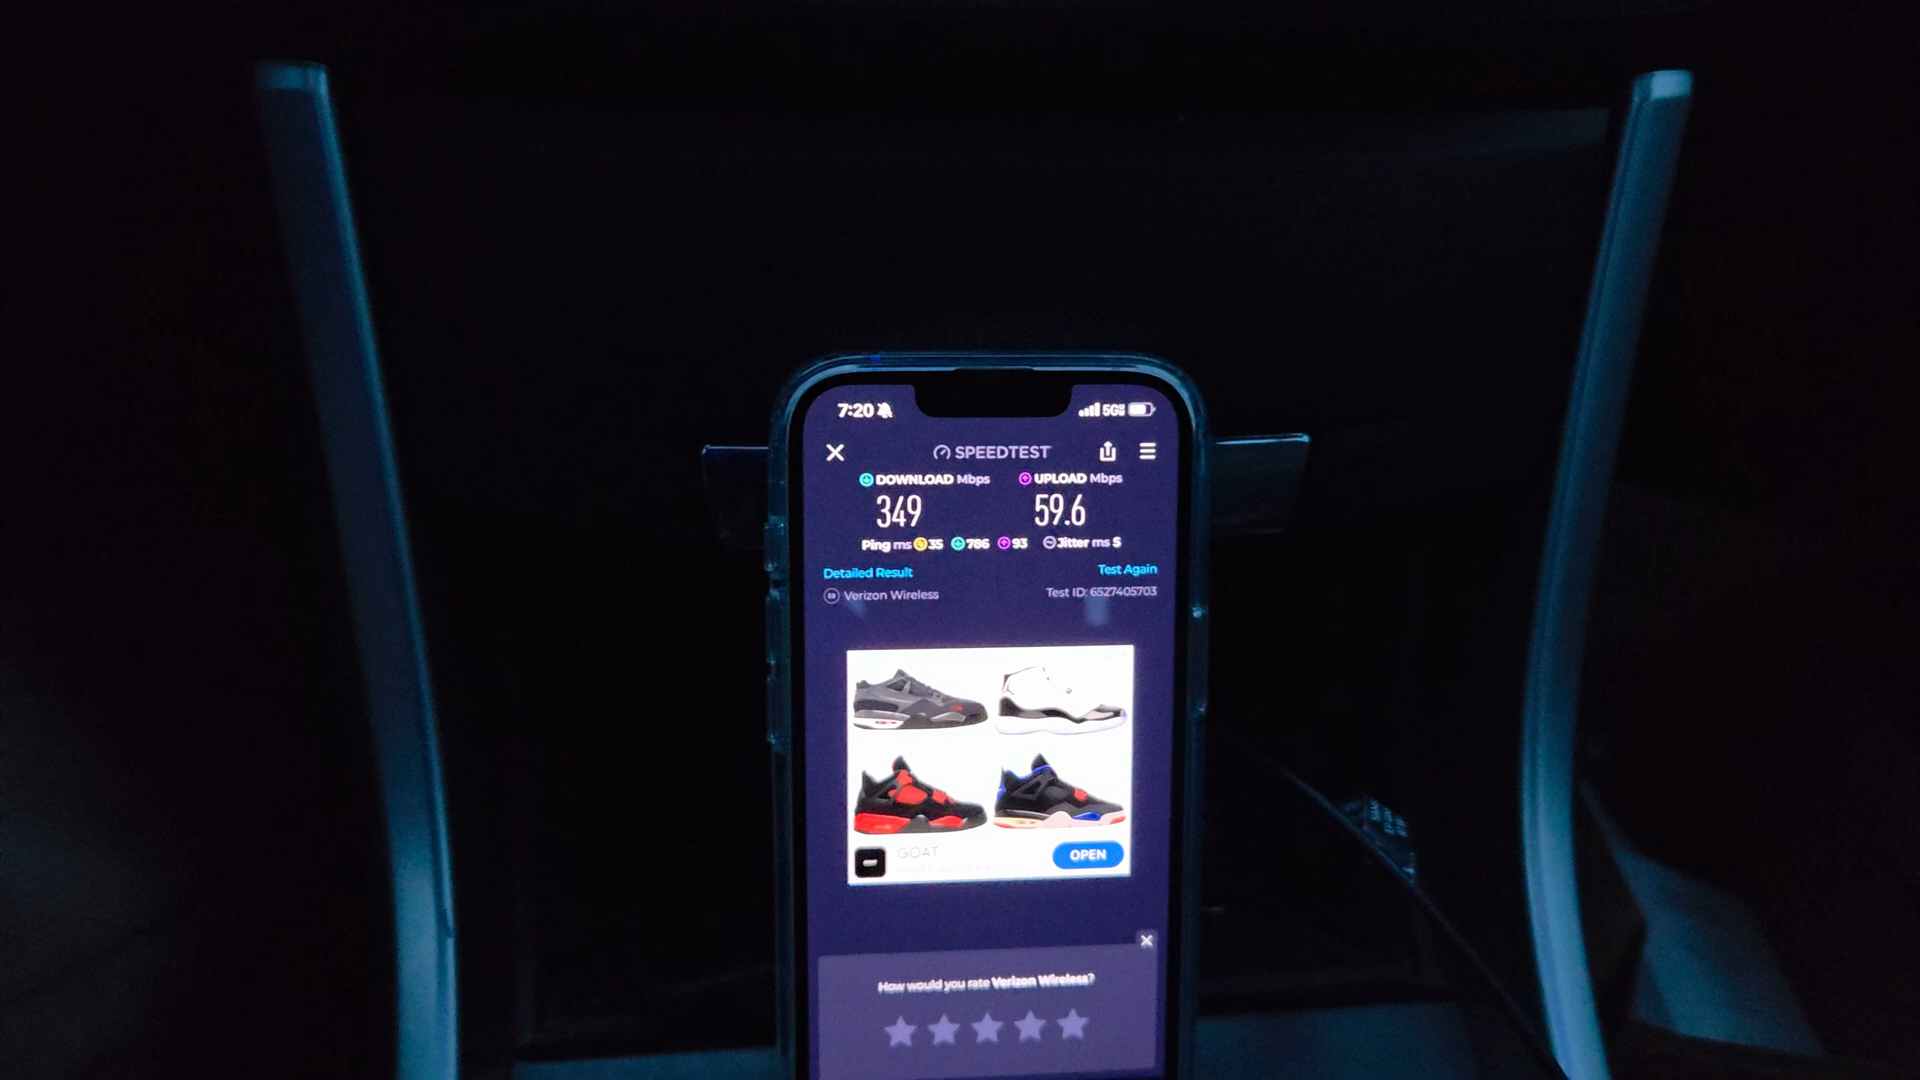 7:20 5G
SPEEDTEST
DOWNLOAD Mbps UPLOAD Mbps
349 59.6
Ping ms 35 786 93 Jitter ms 5
Detailed Result Test Again
Verizon Wireless Test ID: 6527405703
GOAT
OPEN
How would you rate Verizon Wireless?